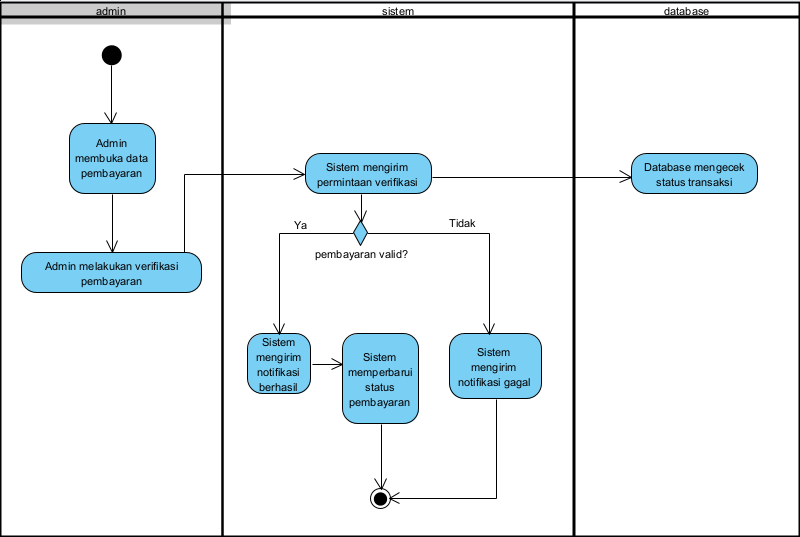 admin
sistem
database
Admin
membuka data
pembayaran
Admin melakukan verifikasi
pembayaran
Sistem mengirim
permintaan verifikasi
Database mengecek
status transaksi
Ya
Tidak
pembayaran valid?
Sistem
mengirim
notifikasi
berhasil
Sistem
memperbarui
status
pembayaran
Sistem
mengirim
notifikasi gagal